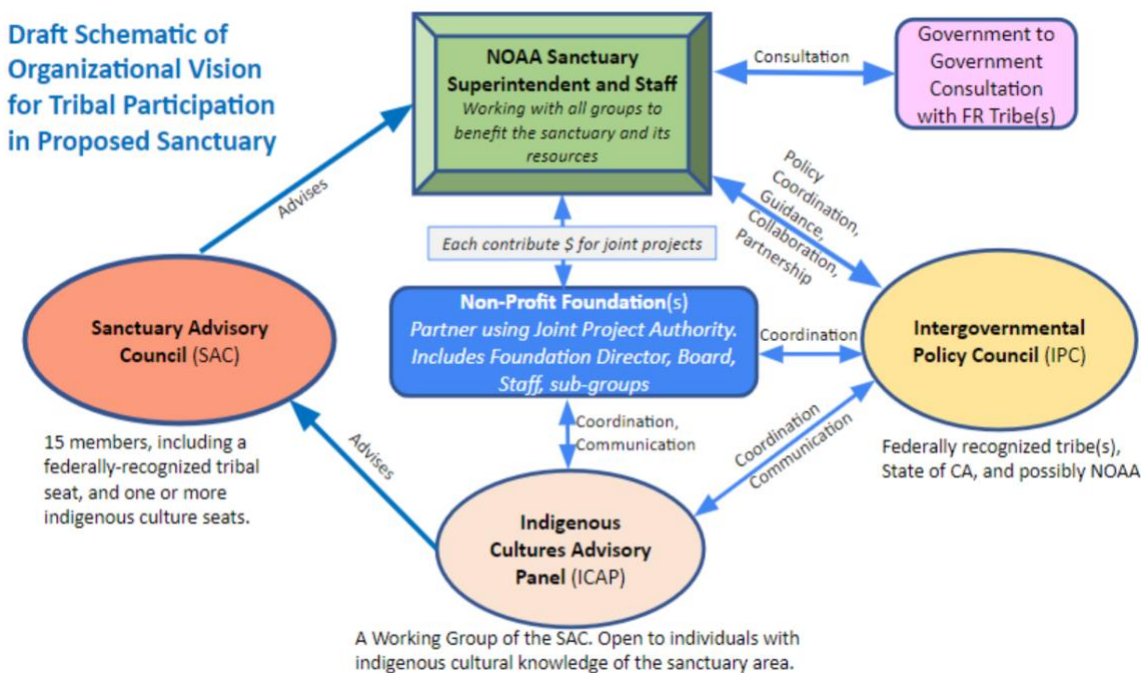 Draft Schematic of
Organizational Vision
for Tribal Participation
in Proposed Sanctuary
NOAA Sanctuary
Superintendent and Staff
Working with all groups to
benefit the sanctuary and its
resources
Consultation
Government to
Government
Consultation
with FR Tribe(s)
Advises
Each contribute $ for joint projects
Policy
Coordination,
Guidance,
Collaboration,
Partnership
Sanctuary Advisory
Council (SAC)
Non-Profit Foundation(s)
Partner using Joint Project Authority.
Includes Foundation Director, Board,
Staff, sub-groups
Coordination
Intergovernmental
Policy Council (IPC)
15 members, including a
federally-recognized tribal
seat, and one or more
indigenous culture seats.
Advises
Coordination,
Communication
Coordination
Communication
Federally recognized tribe(s),
State of CA, and possibly NOAA
Indigenous
Cultures Advisory
Panel (ICAP)
A Working Group of the SAC. Open to individuals with
indigenous cultural knowledge of the sanctuary area.